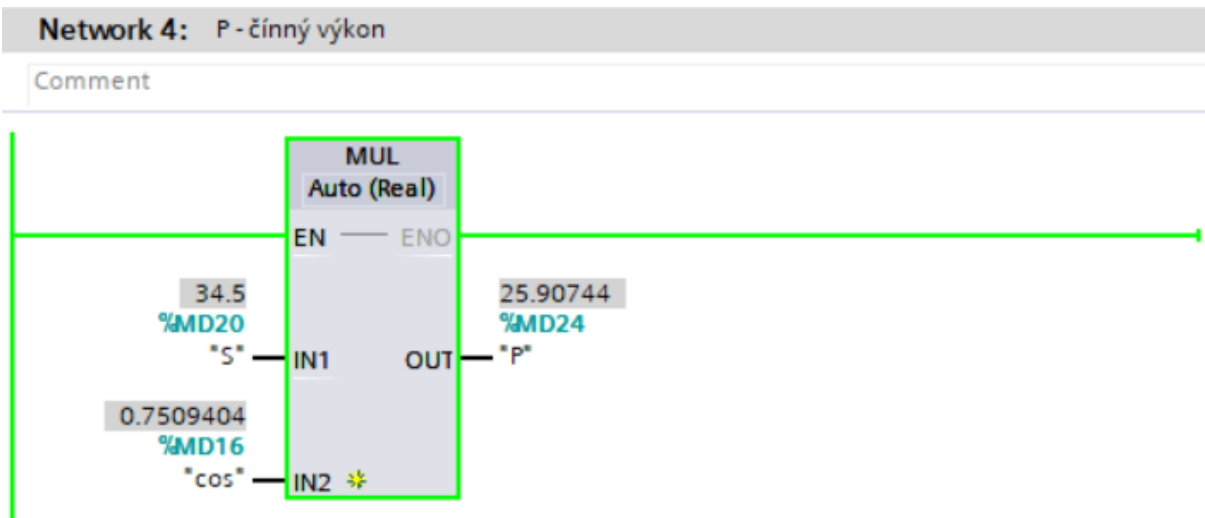 Network 4: P - čínný výkon
Comment
MUL
Auto (Real)
EN ENO
34.5
%MD20
"S" IN1
25.90744
%MD24
OUT "P"
0.7509404
%MD16
"cos" IN2